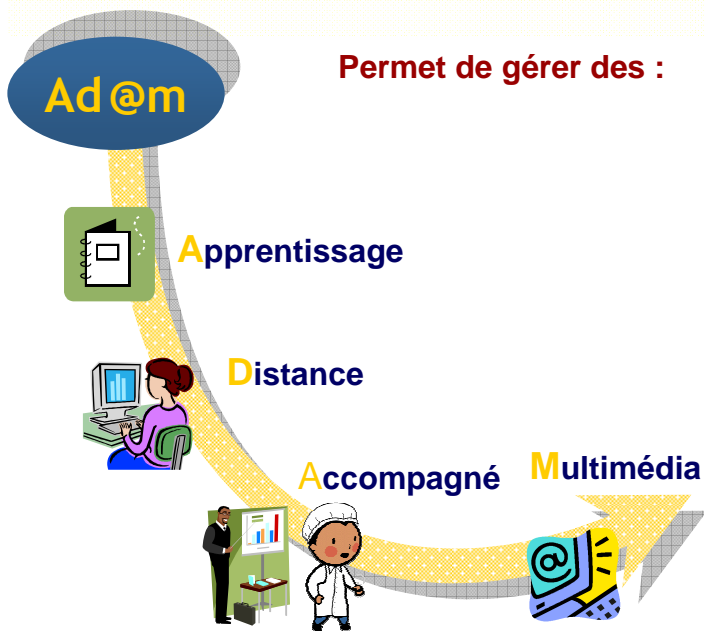 Ad@m
Permet de gérer des :
Apprentissage
Distance
Accompagné
Multimédia
@